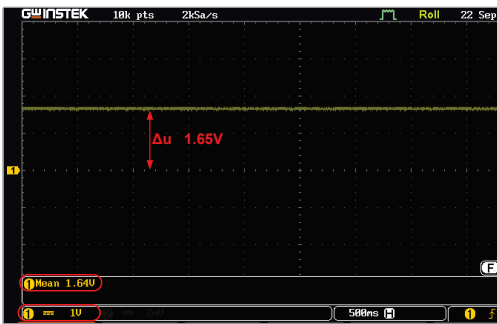 GWINSTEK 10k pts 2kSa/s Roll 22 Sep
Δu 1.65V
1
F
1 Mean 1.64V
1 1V 500ms H 1